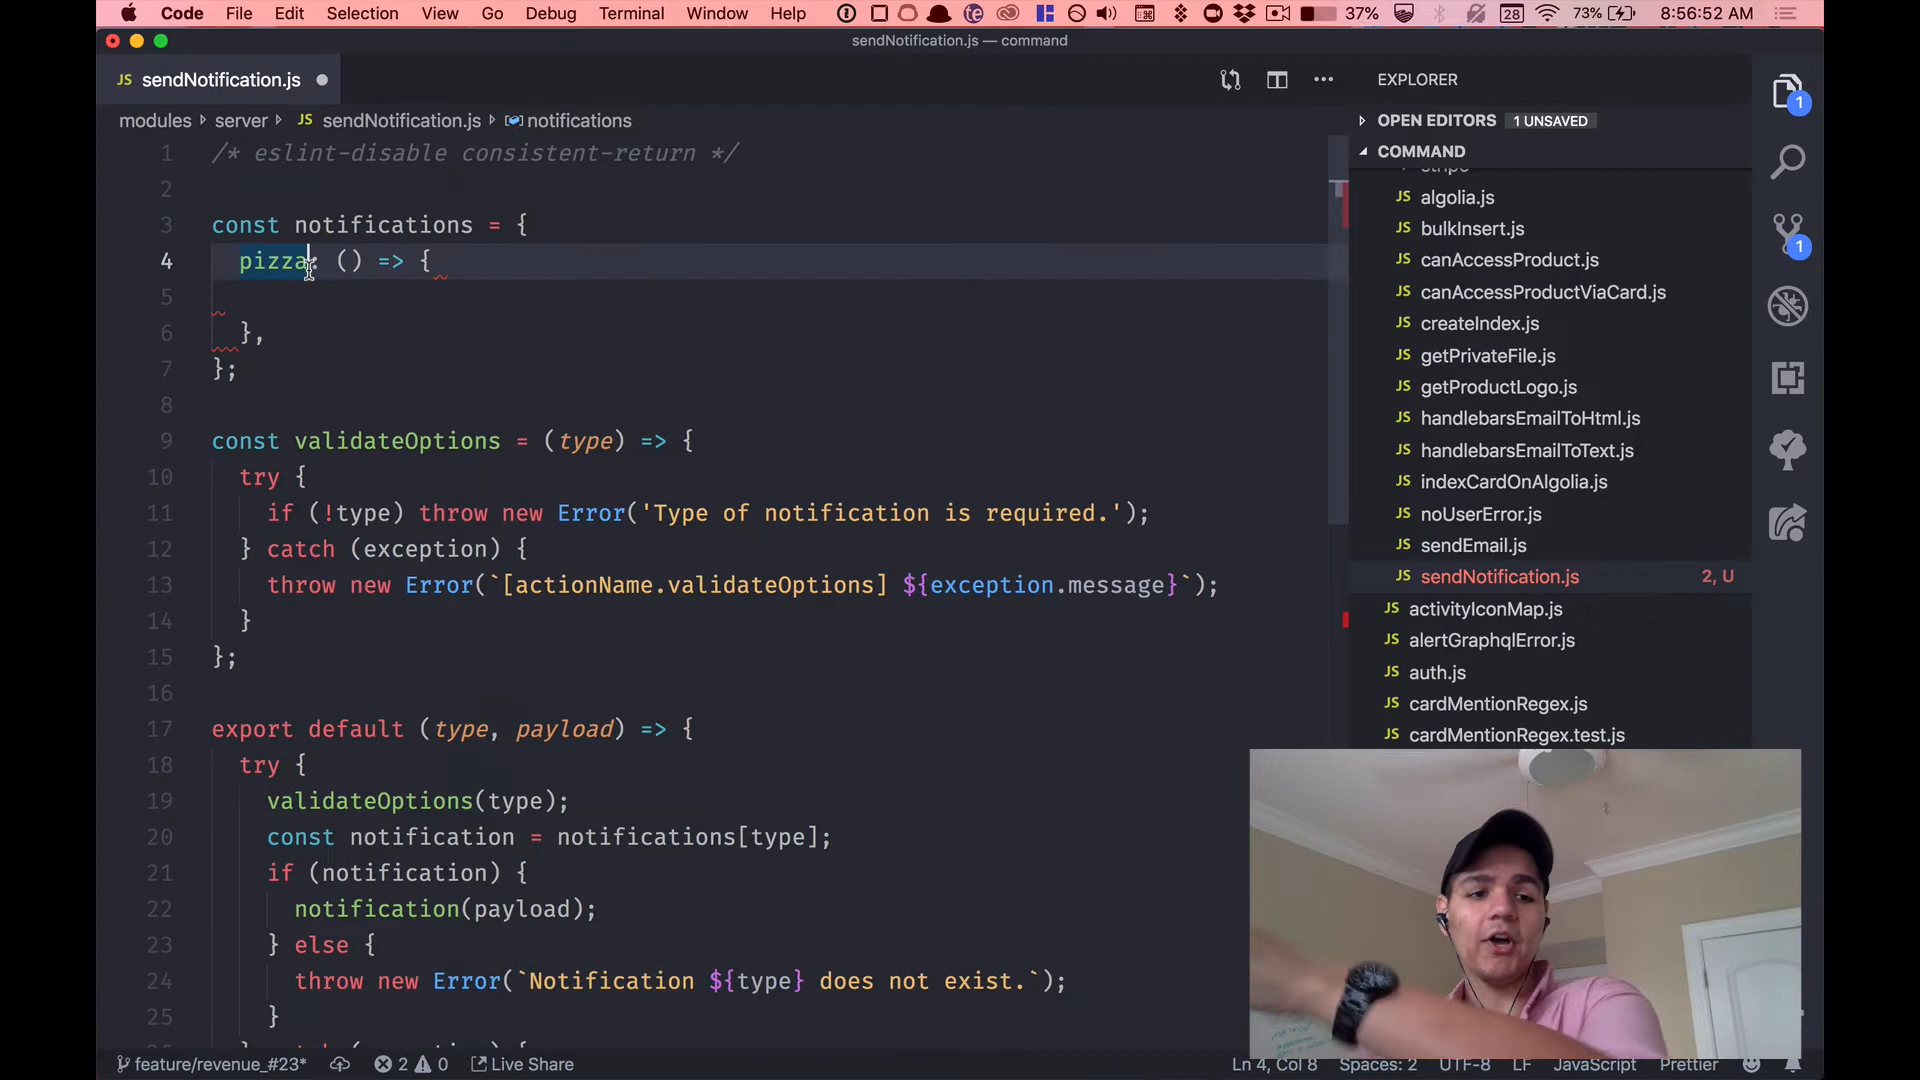 Code File Edit Selection View Go Debug Terminal Window Help 37% 28 73% 8:56:52 AM
sendNotification.js — command
JS sendNotification.js
EXPLORER
modules › server › JS sendNotification.js › notifications
OPEN EDITORS 1 UNSAVED
COMMAND
1 /* eslint-disable consistent-return */
2
3 const notifications = {
4 pizza: () => {
5
6 },
7 };
8
9 const validateOptions = (type) => {
10 try {
11 if (!type) throw new Error('Type of notification is required.');
12 } catch (exception) {
13 throw new Error(`[actionName.validateOptions] ${exception.message}`);
14 }
15 };
16
17 export default (type, payload) => {
18 try {
19 validateOptions(type);
20 const notification = notifications[type];
21 if (notification) {
22 notification(payload);
23 } else {
24 throw new Error(`Notification ${type} does not exist.`);
25 }
stripe
JS algolia.js
JS bulkInsert.js
JS canAccessProduct.js
JS canAccessProductViaCard.js
JS createIndex.js
JS getPrivateFile.js
JS getProductLogo.js
JS handlebarsEmailToHtml.js
JS handlebarsEmailToText.js
JS indexCardOnAlgolia.js
JS noUserError.js
JS sendEmail.js
JS sendNotification.js 2, U
JS activityIconMap.js
JS alertGraphqlError.js
JS auth.js
JS cardMentionRegex.js
JS cardMentionRegex.test.js
1
1
feature/revenue_#23* 2 0 Live Share Ln 4, Col 8 Spaces: 2 UTF-8 LF JavaScript Prettier